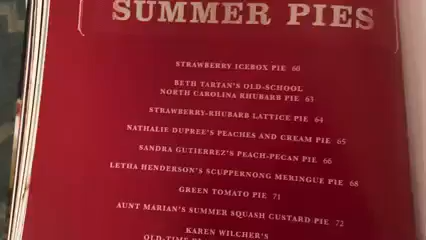 SUMMER PIES
STRAWBERRY ICEBOX PIE 60
BETH TARTAN'S OLD-SCHOOL
NORTH CAROLINA RHUBARB PIE 63
STRAWBERRY-RHUBARB LATTICE PIE 64
NATHALIE DUPREE'S PEACHES AND CREAM PIE 65
SANDRA GUTIERREZ'S PEACH-PECAN PIE 66
LETHA HENDERSON'S SCUPPERNONG MERINGUE PIE 68
GREEN TOMATO PIE 71
AUNT MARIAN'S SUMMER SQUASH CUSTARD PIE 72
KAREN WILCHER'S
OLD-TIME